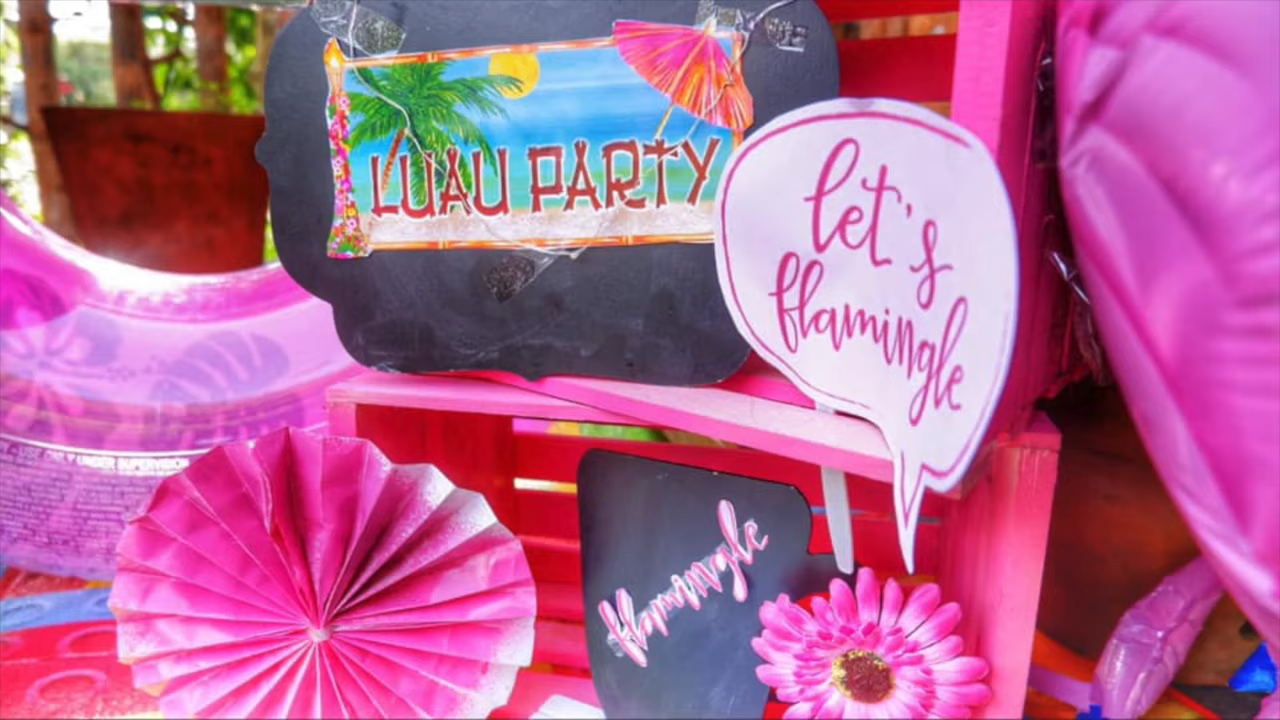 LUAU PARTY
let's
flamingle
flamingle
- USE ONLY UNDER SUPERVISION